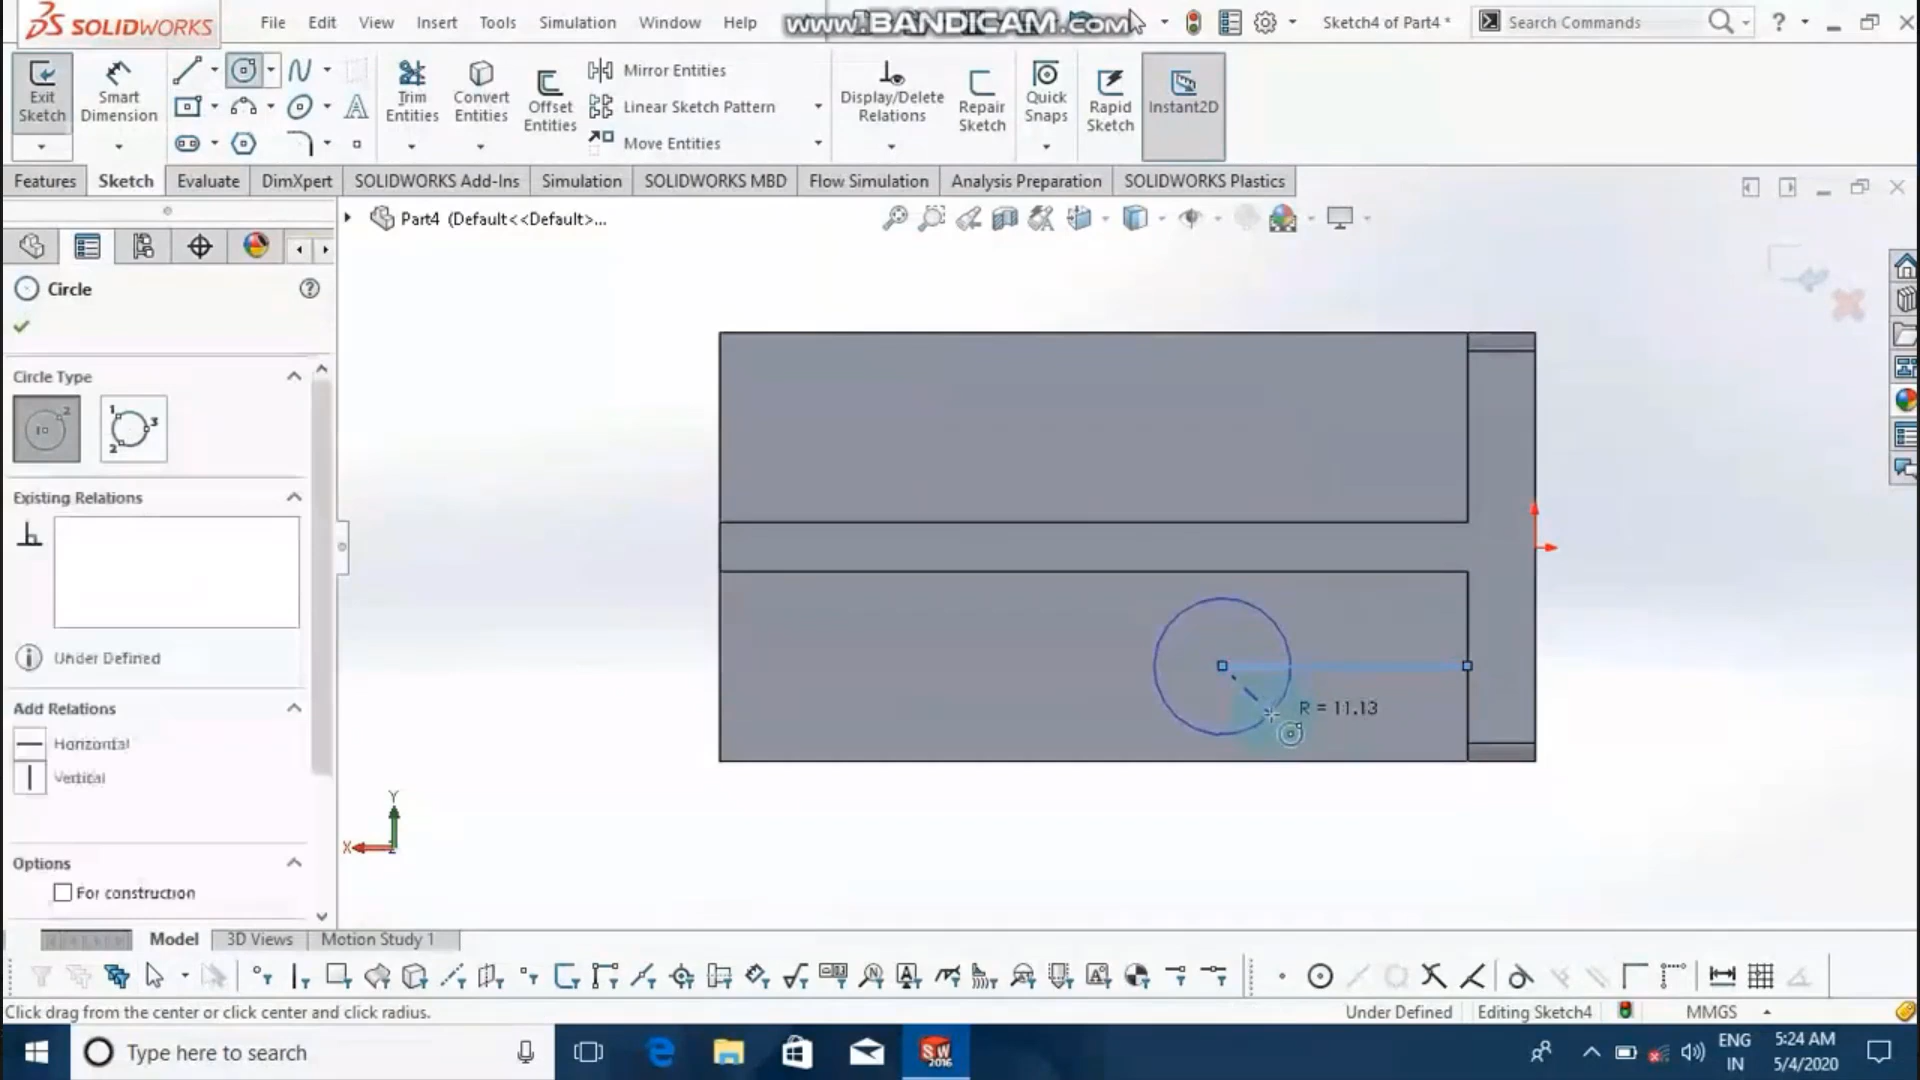 SOLIDWORKS File Edit View Insert Tools Simulation Window Help www.BANDICAM.com Sketch4 of Part4 * Search Commands ?
Exit Sketch
Smart Dimension
Trim Entities
Convert Entities
Offset Entities
Mirror Entities
Linear Sketch Pattern
Move Entities
Display/Delete Relations
Repair Sketch
Quick Snaps
Rapid Sketch
Instant2D
Features Sketch Evaluate DimXpert SOLIDWORKS Add-Ins Simulation SOLIDWORKS MBD Flow Simulation Analysis Preparation SOLIDWORKS Plastics
Part4 (Default<<Default>...
Circle
Circle Type
Existing Relations
Under Defined
Add Relations
Horizontal
Vertical
Options
For construction
R = 11.13
Y
X
Z
Model 3D Views Motion Study 1
Click drag from the center or click center and click radius. Under Defined Editing Sketch4 MMGS
Type here to search
SW
2016
ENG
IN
5:24 AM
5/4/2020